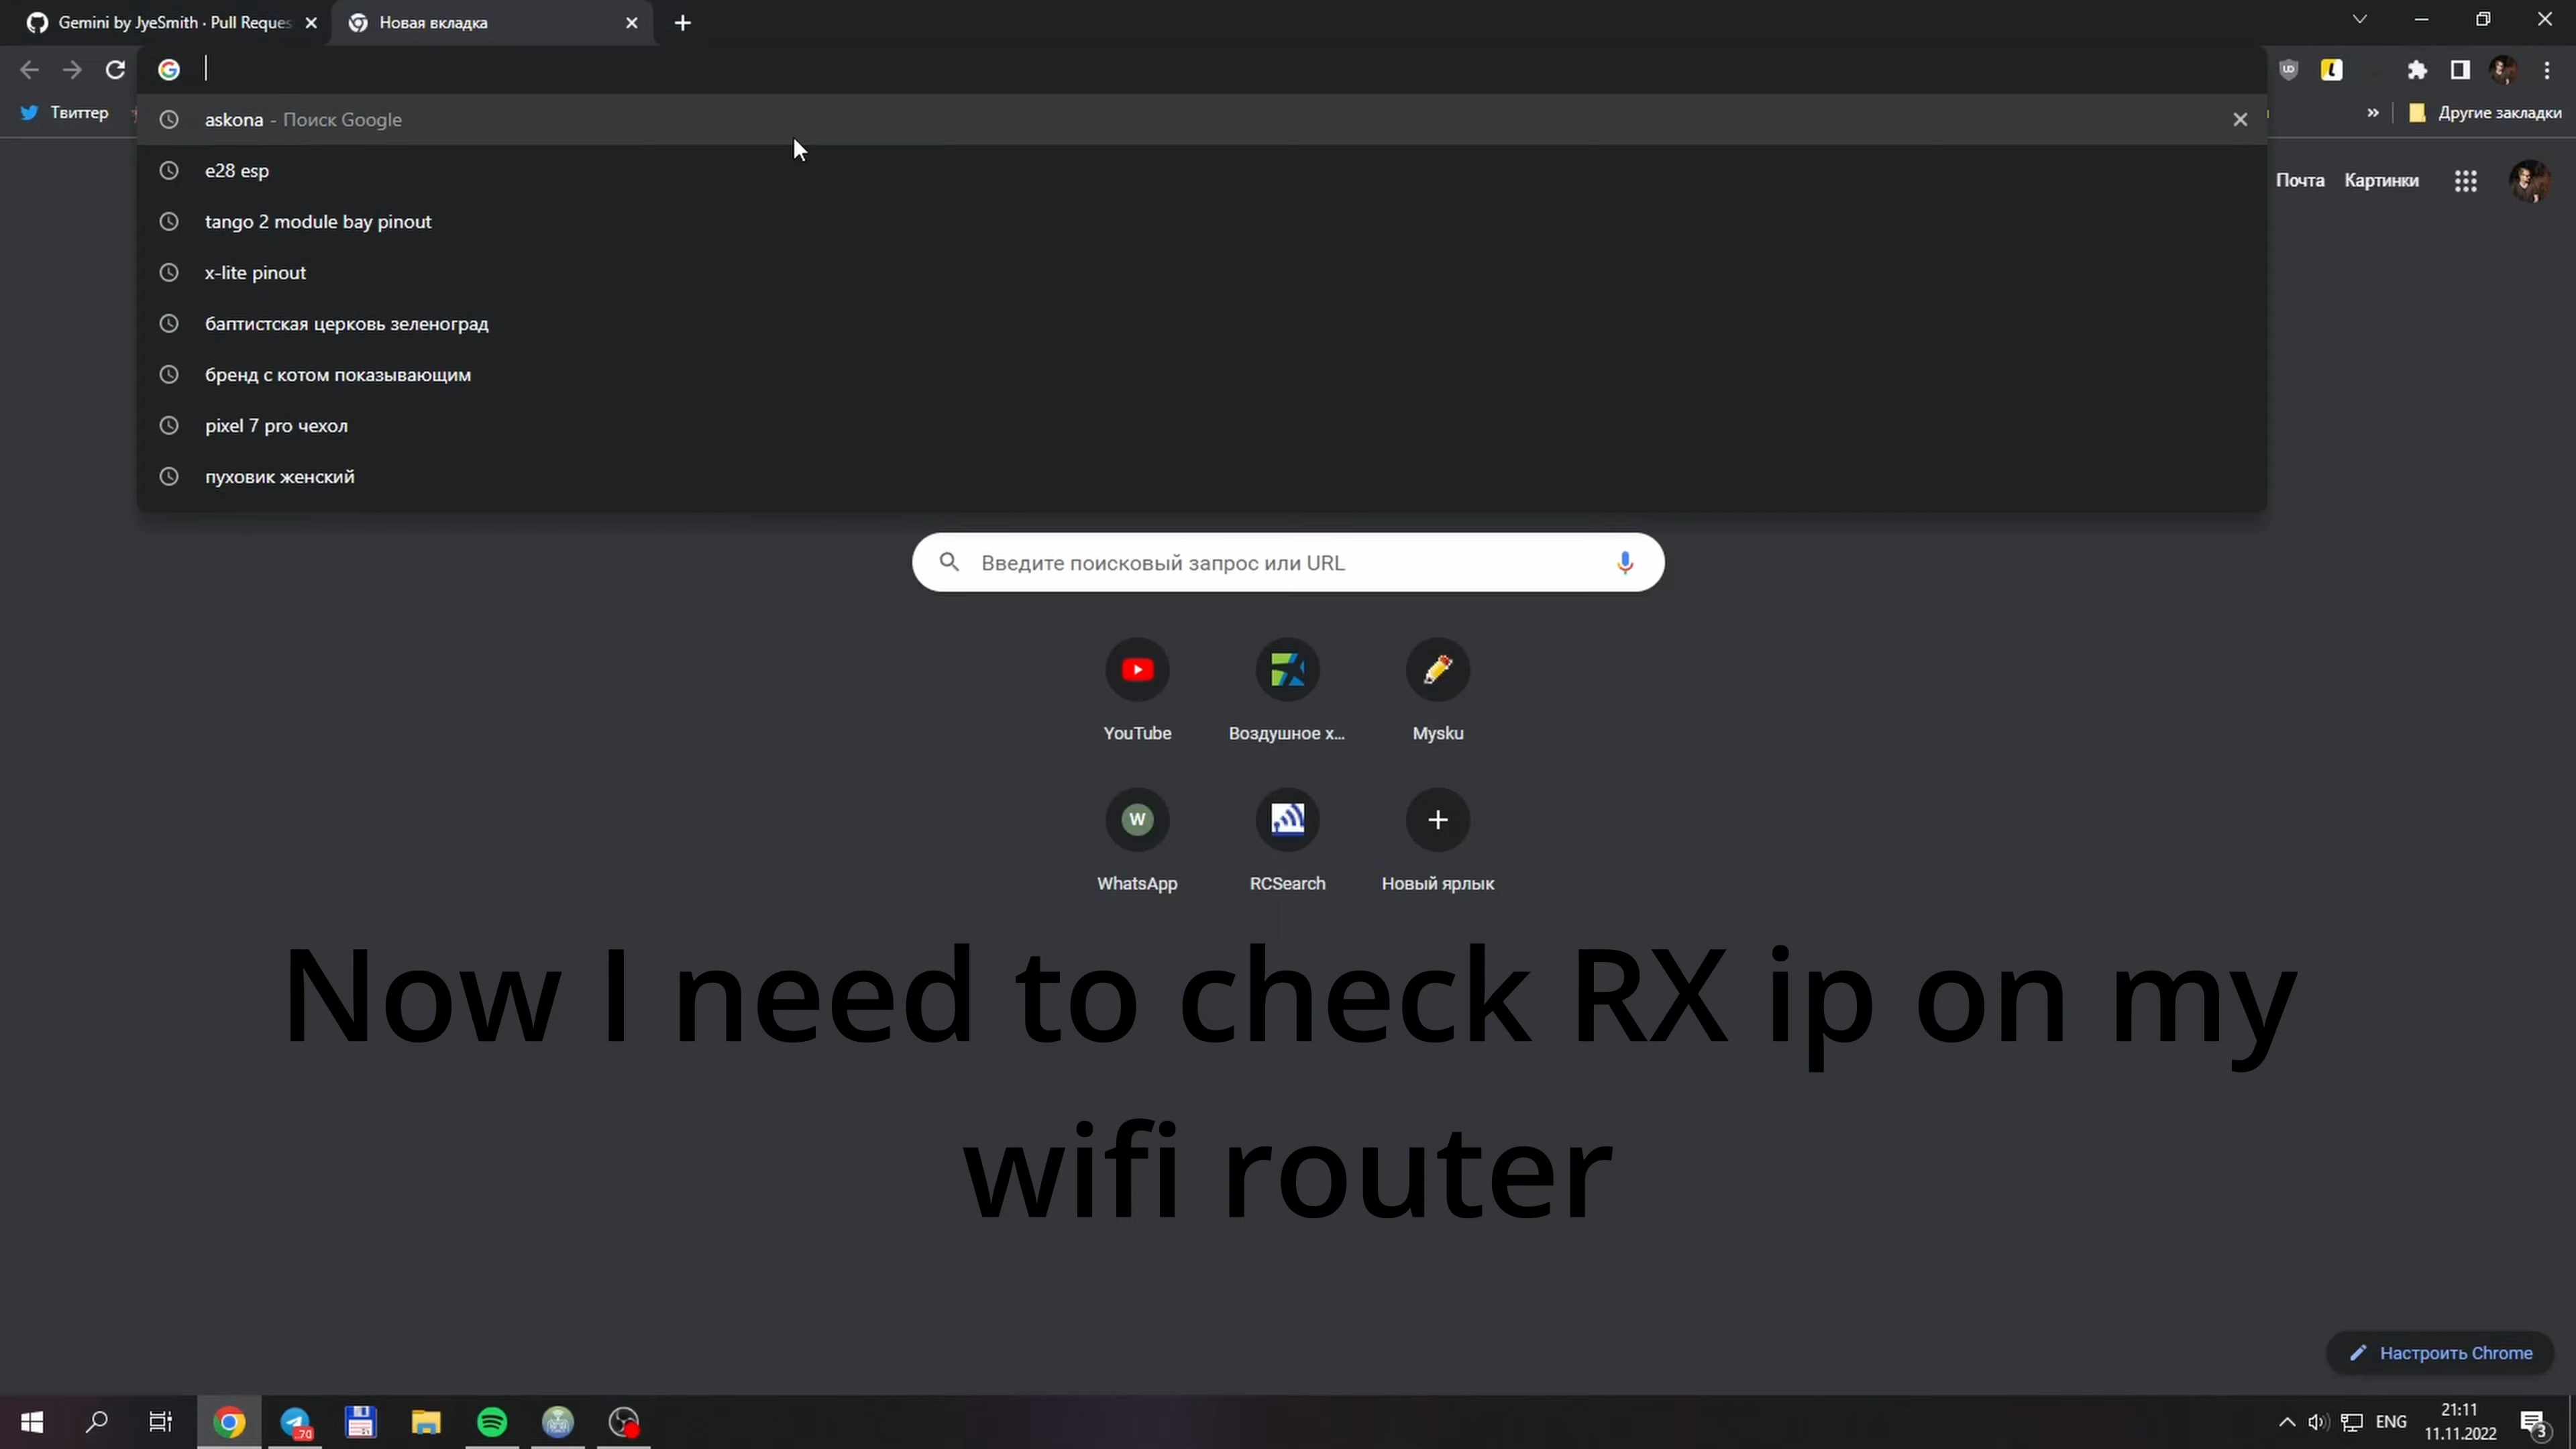 Gemini by JyeSmith · Pull Reques
Новая вкладка
Твиттер
askona - Поиск Google
Другие закладки
e28 esp
Почта Картинки
tango 2 module bay pinout
x-lite pinout
баптистская церковь зеленоград
бренд с котом показывающим
pixel 7 pro чехол
пуховик женский
Введите поисковый запрос или URL
YouTube Воздушное х... Mysku
W
WhatsApp RCSearch Новый ярлык
Now I need to check RX ip on my
wifi router
Настроить Chrome
70
ENG
21:11
11.11.2022
3